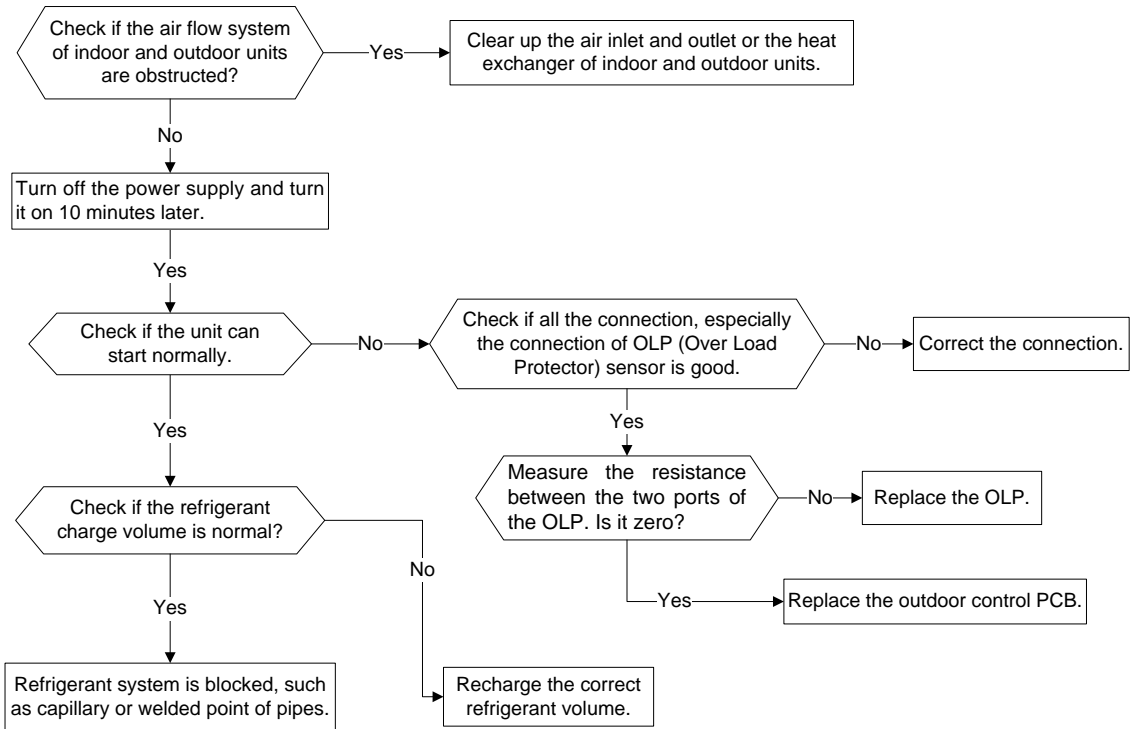 Check if the air flow system
of indoor and outdoor units
are obstructed?
Yes
Clear up the air inlet and outlet or the heat
exchanger of indoor and outdoor units.
No
Turn off the power supply and turn
it on 10 minutes later.
Yes
Check if the unit can
start normally.
No
Check if all the connection, especially
the connection of OLP (Over Load
Protector) sensor is good.
No
Correct the connection.
Yes
Yes
Measure the resistance
between the two ports of
the OLP. Is it zero?
No
Replace the OLP.
Check if the refrigerant
charge volume is normal?
No
Yes
Replace the outdoor control PCB.
Yes
Refrigerant system is blocked, such
as capillary or welded point of pipes.
Recharge the correct
refrigerant volume.